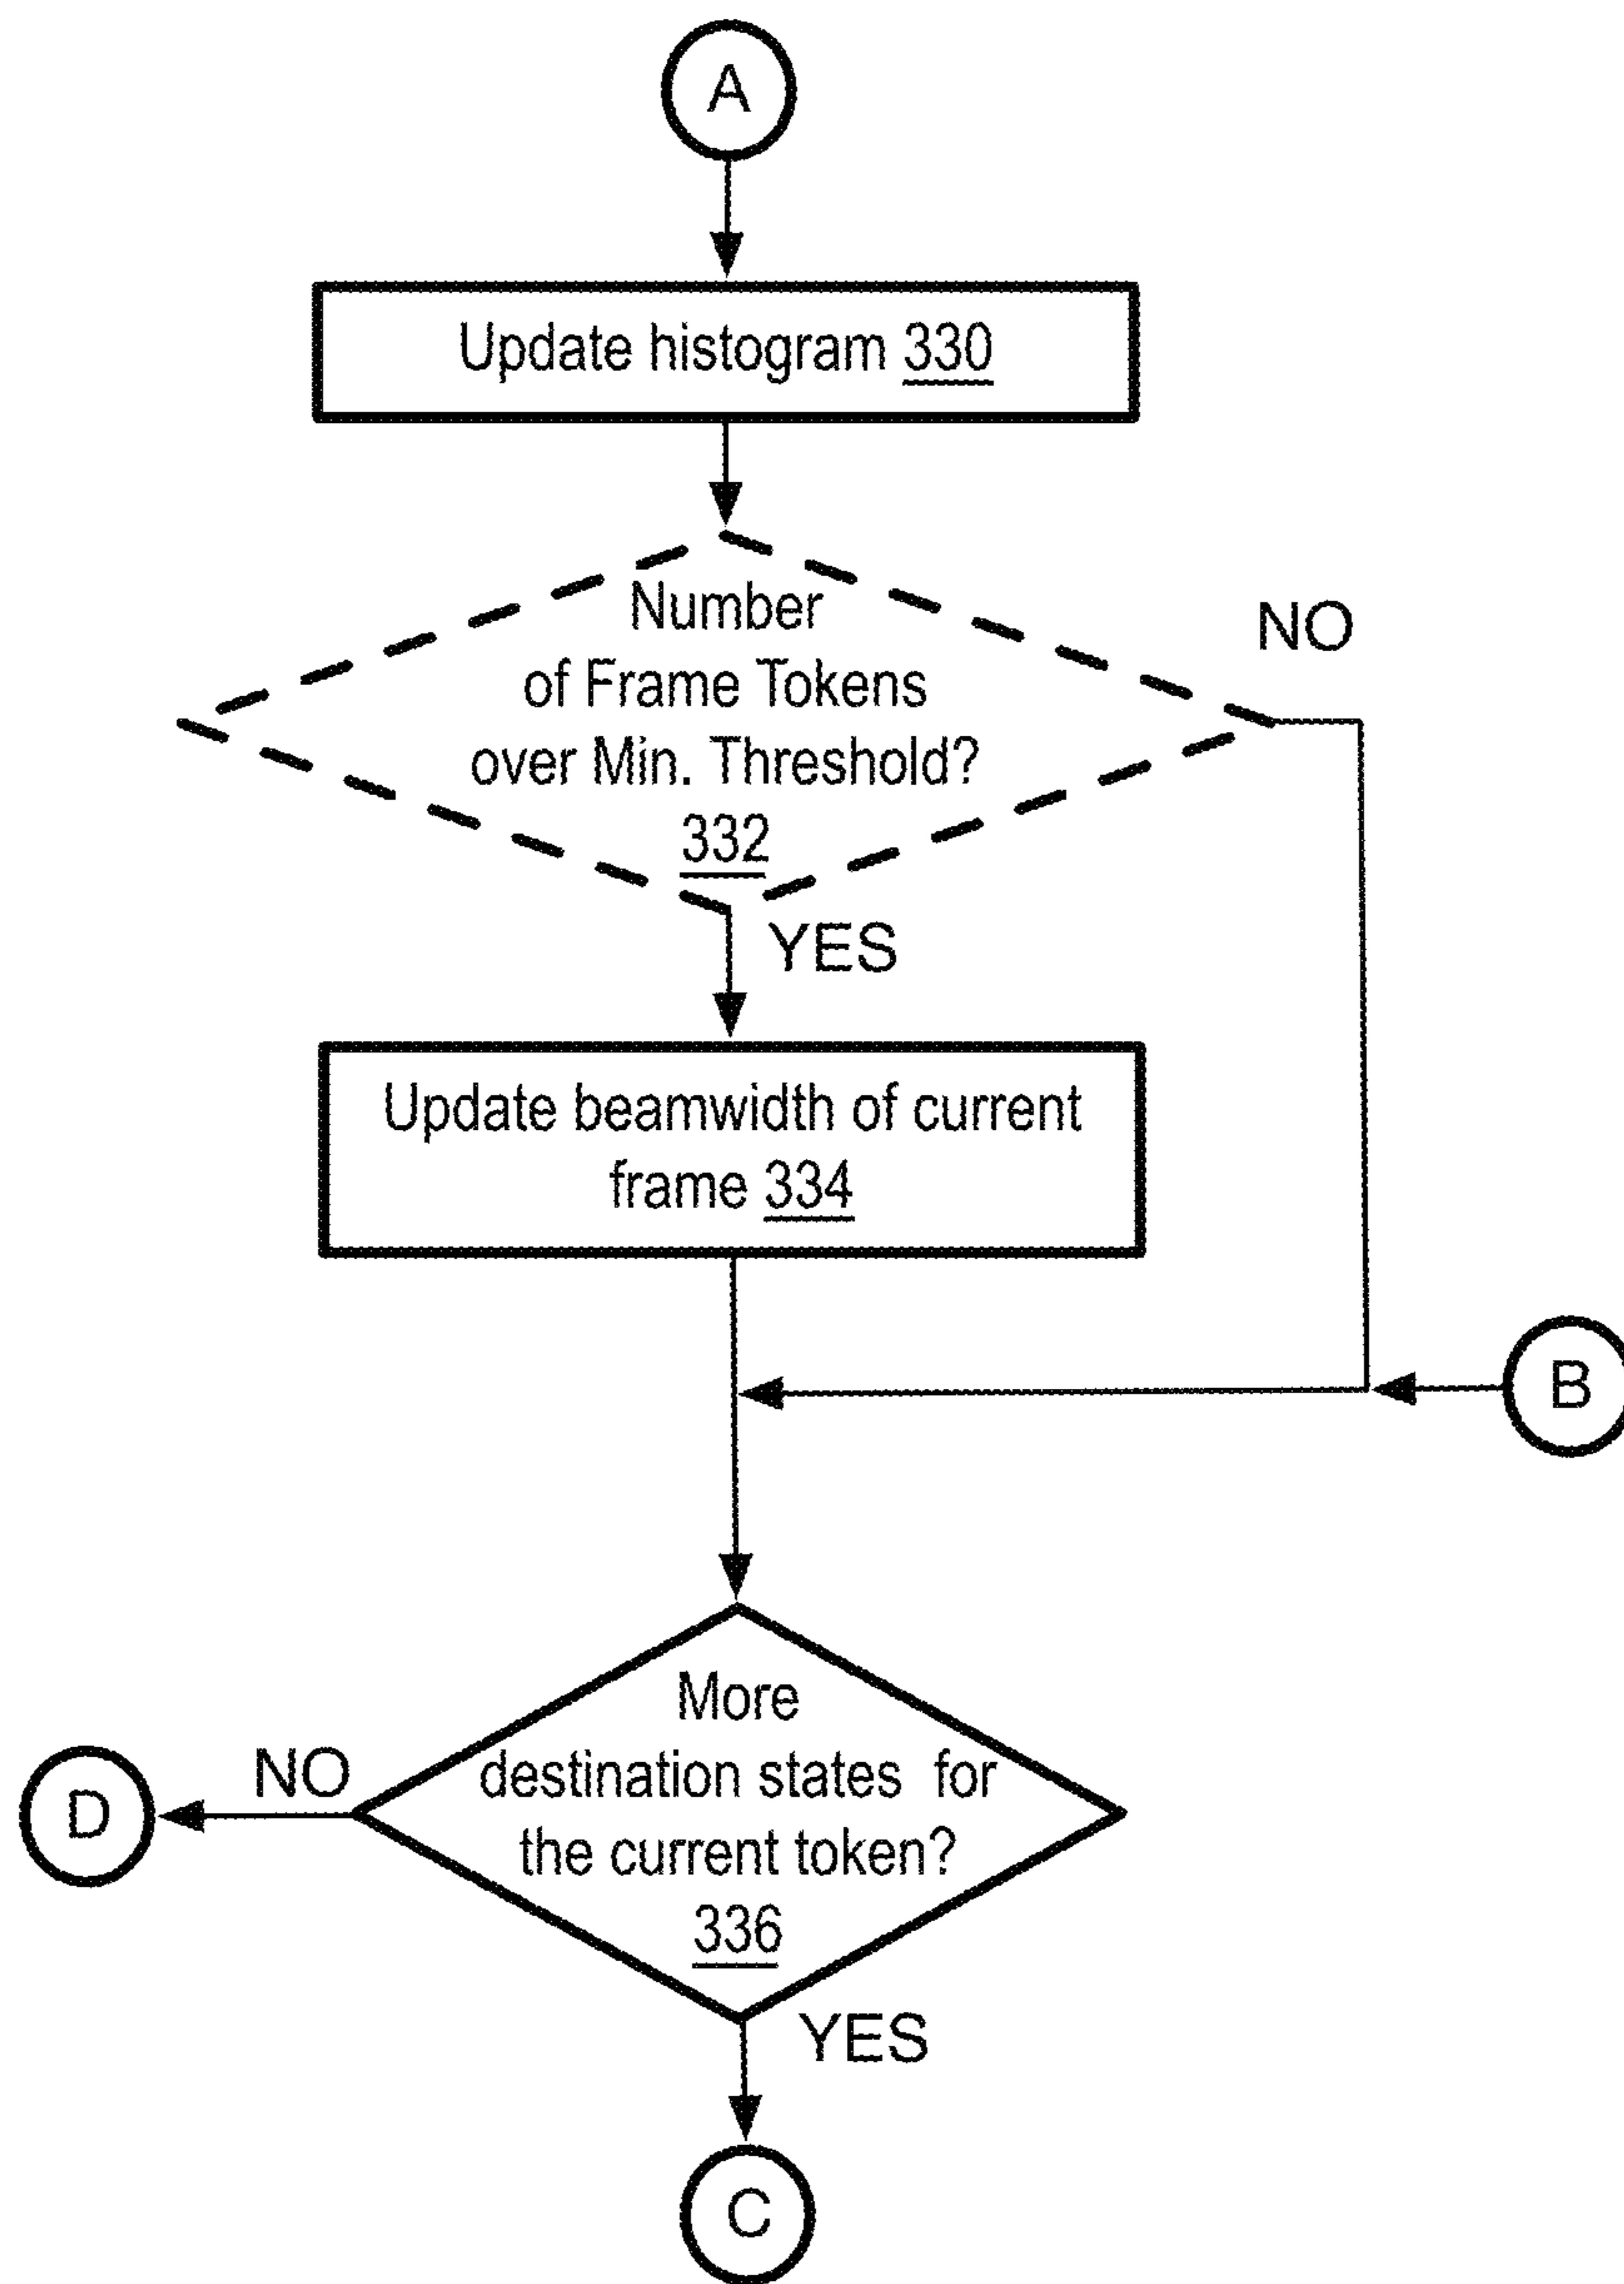 A
Update histogram 330
Number
of Frame Tokens
over Min. Threshold?
332
NO
YES
Update beamwidth of current
frame 334
B
More
destination states for
the current token?
336
NO
D
YES
C